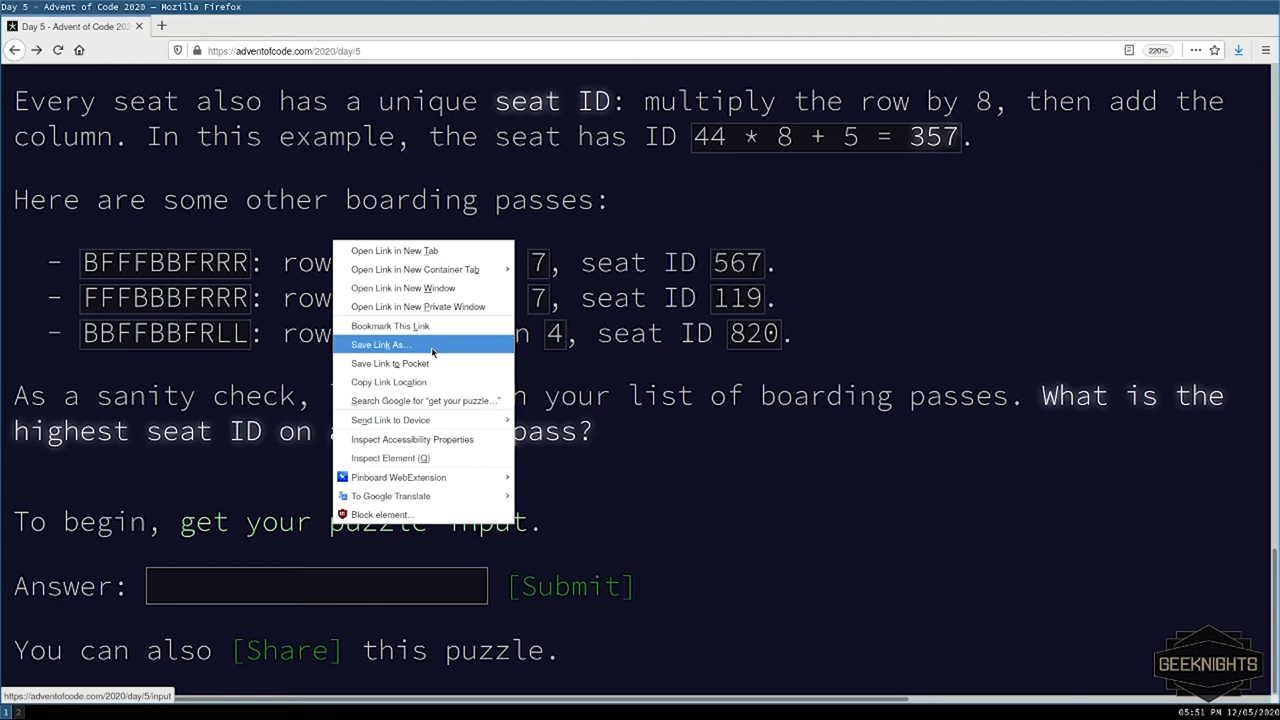 Day 5 - Advent of Code 2020 — Mozilla Firefox
Day 5 - Advent of Code 202
https://adventofcode.com/2020/day/5
220%
Every seat also has a unique seat ID: multiply the row by 8, then add the
column. In this example, the seat has ID 44 * 8 + 5 = 357.
Here are some other boarding passes:
- BFFFBBFRRR: row 7, seat ID 567.
- FFFBBBFRRR: row 7, seat ID 119.
- BBFFBBFRLL: row n 4, seat ID 820.
As a sanity check, h your list of boarding passes. What is the
highest seat ID on a pass?
To begin, get your puzzle input.
Answer: [Submit]
You can also [Share] this puzzle.
Open Link in New Tab
Open Link in New Container Tab
Open Link in New Window
Open Link in New Private Window
Bookmark This Link
Save Link As...
Save Link to Pocket
Copy Link Location
Search Google for “get your puzzle...”
Send Link to Device
Inspect Accessibility Properties
Inspect Element (Q)
Pinboard WebExtension
To Google Translate
Block element...
GEEKNIGHTS
https://adventofcode.com/2020/day/5/input
1 2
05:51 PM 12/05/2020